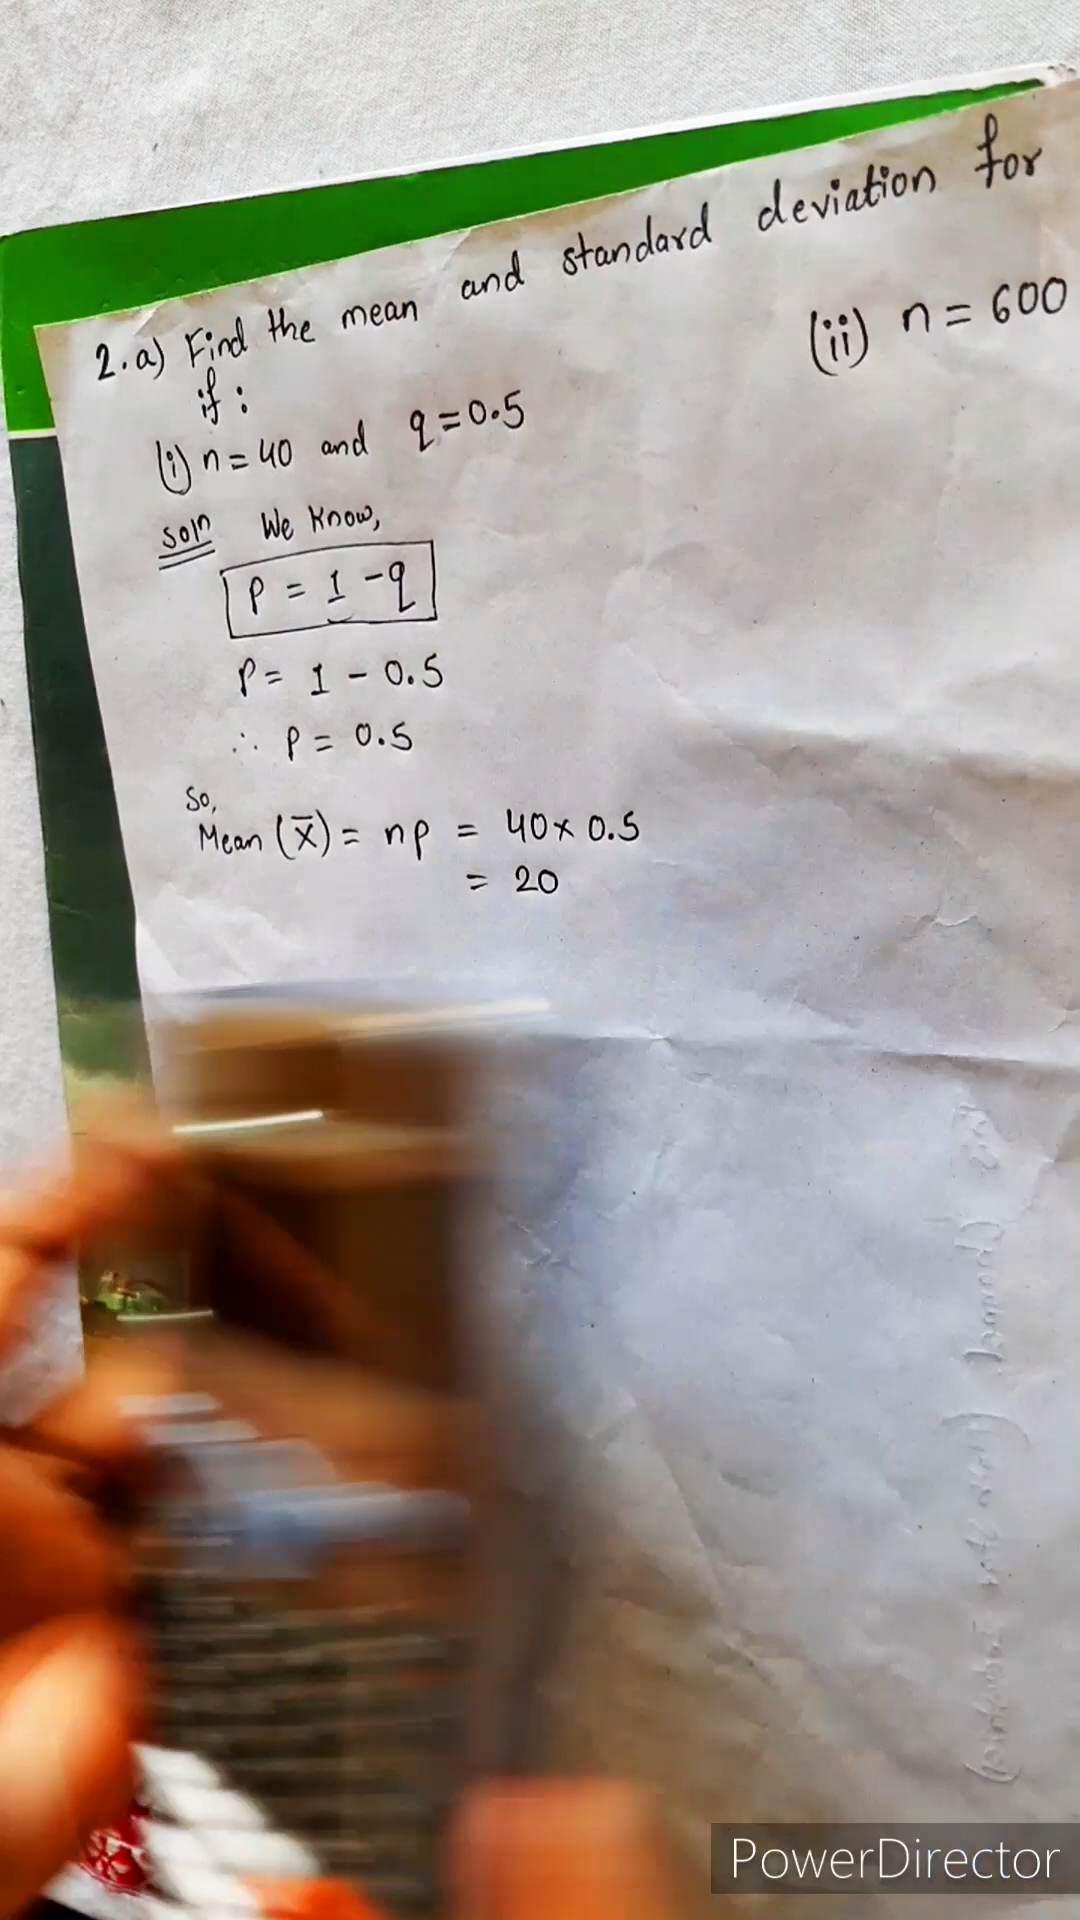 2.a) Find the mean and standard deviation for
if :
(i) n = 40 and q = 0.5
(ii) n = 600
soln We Know,
P = 1 - q
P = 1 - 0.5
∴ P = 0.5
So,
Mean (x̄) = np = 40 x 0.5
= 20
PowerDirector